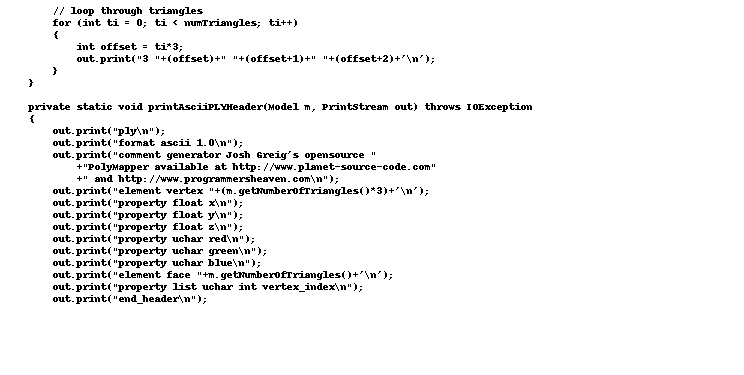 // loop through triangles
for (int ti = 0; ti < numTriangles; ti++)
{
int offset = ti*3;
out.print("3 "+(offset)+" "+(offset+1)+" "+(offset+2)+'\n');
}
}
private static void printAsciiPLYHeader(Model m, PrintStream out) throws IOException
{
out.print("ply\n");
out.print("format ascii 1.0\n");
out.print("comment generator Josh Greig's opensource "
+"PolyMapper available at http://www.planet-source-code.com"
+" and http://www.programmersheaven.com\n");
out.print("element vertex "+(m.getNumberOfTriangles()*3)+'\n');
out.print("property float x\n");
out.print("property float y\n");
out.print("property float z\n");
out.print("property uchar red\n");
out.print("property uchar green\n");
out.print("property uchar blue\n");
out.print("element face "+m.getNumberOfTriangles()+'\n');
out.print("property list uchar int vertex_index\n");
out.print("end_header\n");